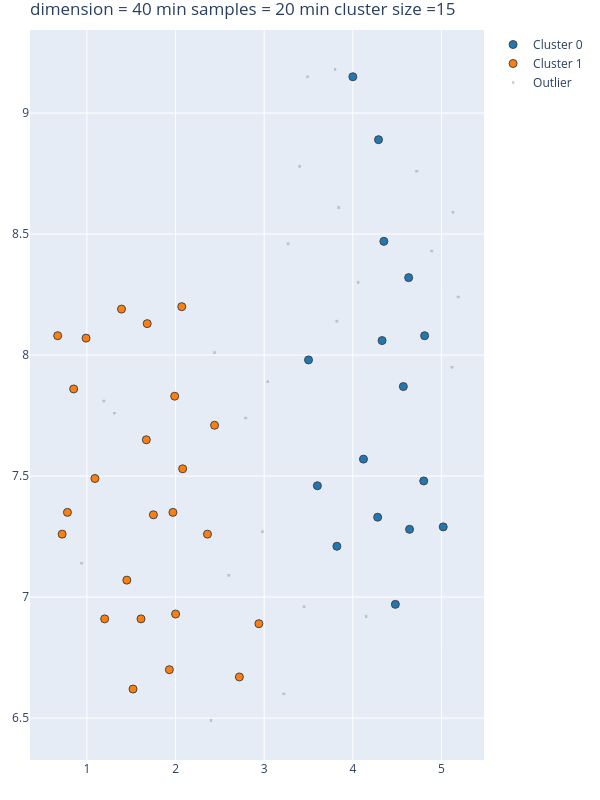 dimension = 40 min samples = 20 min cluster size =15
Cluster 0
Cluster 1
Outlier
9
8.5
8
7.5
7
6.5
1
2
3
4
5